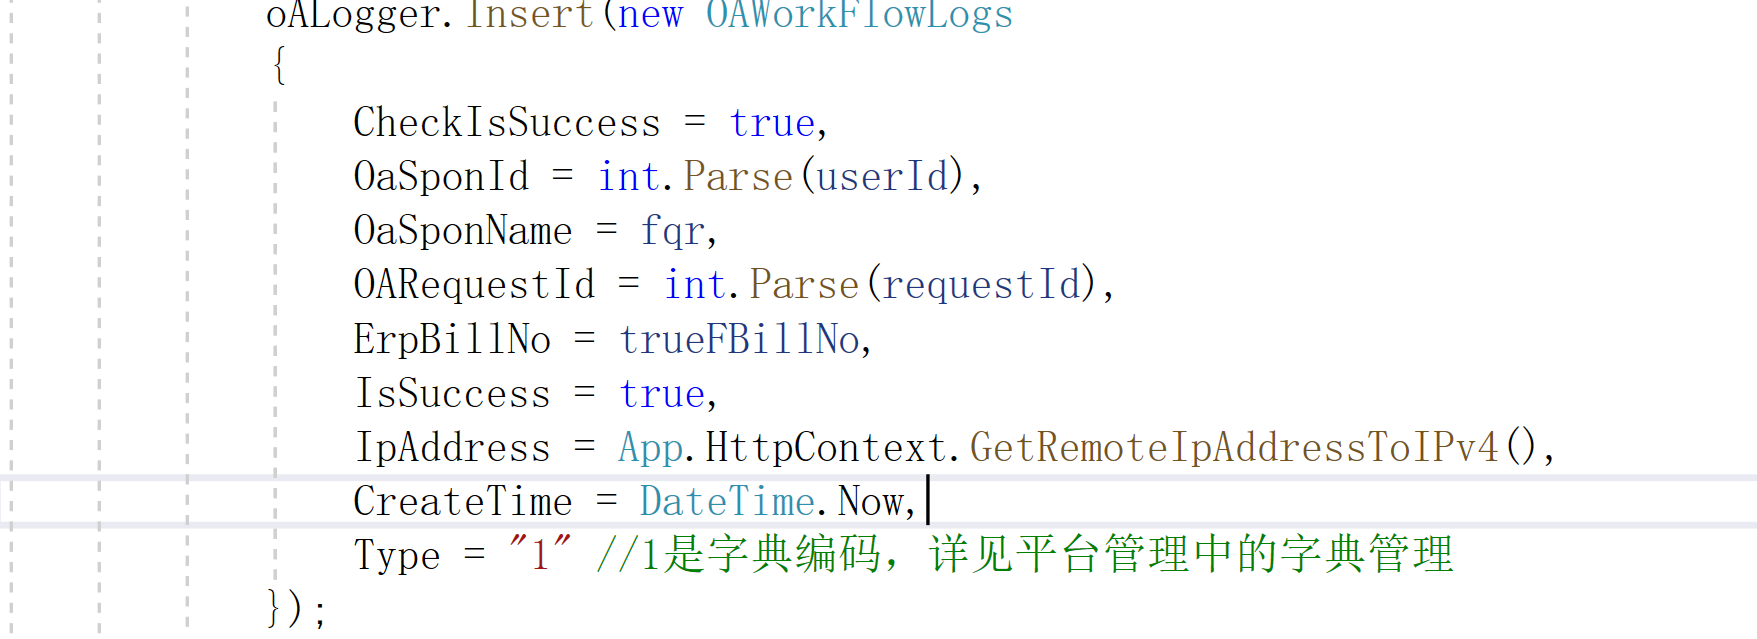 oALogger.Insert(new OAWorkFlowLogs
{
CheckIsSuccess = true,
OaSponId = int.Parse(userId),
OaSponName = fqr,
OARequestId = int.Parse(requestId),
ErpBillNo = trueFBillNo,
IsSuccess = true,
IpAddress = App.HttpContext.GetRemoteIpAddressToIPv4(),
CreateTime = DateTime.Now,
Type = "1" //1是字典编码，详见平台管理中的字典管理
});